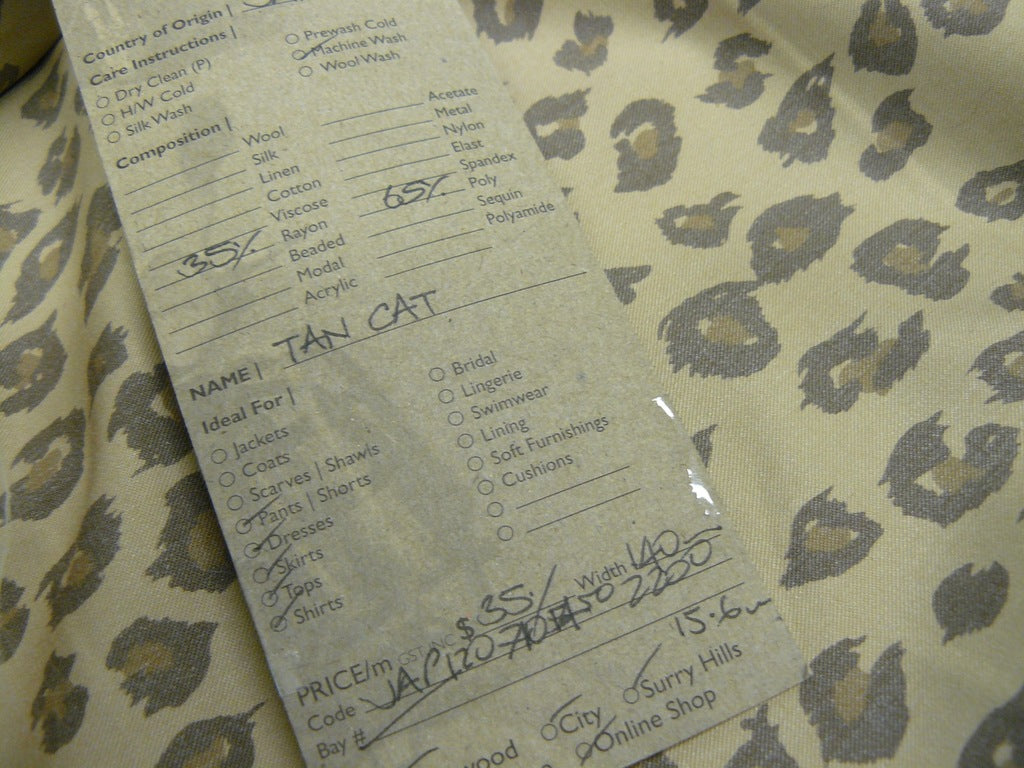 Country of Origin |
Care Instructions |
Dry Clean (P)
H/W Cold
Silk Wash
Prewash Cold
Machine Wash
Wool Wash
Composition |
Wool
Silk
Linen
Cotton
Viscose
35% Rayon
Beaded
Modal
Acrylic
Acetate
Metal
Nylon
Elast
Spandex
65% Poly
Sequin
Polyamide
NAME | TAN CAT
Ideal For |
Jackets
Coats
Scarves | Shawls
Pants | Shorts
Dresses
Skirts
Tops
Shirts
Bridal
Lingerie
Swimwear
Lining
Soft Furnishings
Cushions
PRICE/m GST INC $ 35/ Width 140
Code 2200
Bay # 15.6m
wood City Surry Hills
Online Shop